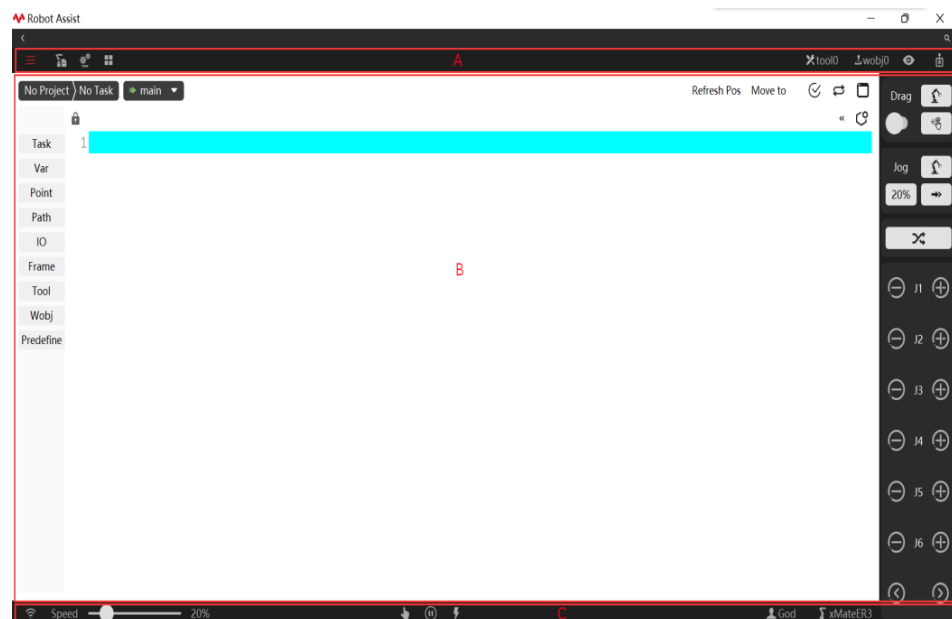 Robot Assist
A
tool0 wobj0
No Project No Task main
Refresh Pos Move to
Drag
1
Task
Var
Point
Path
IO
Frame
Tool
Wobj
Predefine
B
Jog
20%
J1
J2
J3
J4
J5
J6
Speed 20%
C
God xMateER3